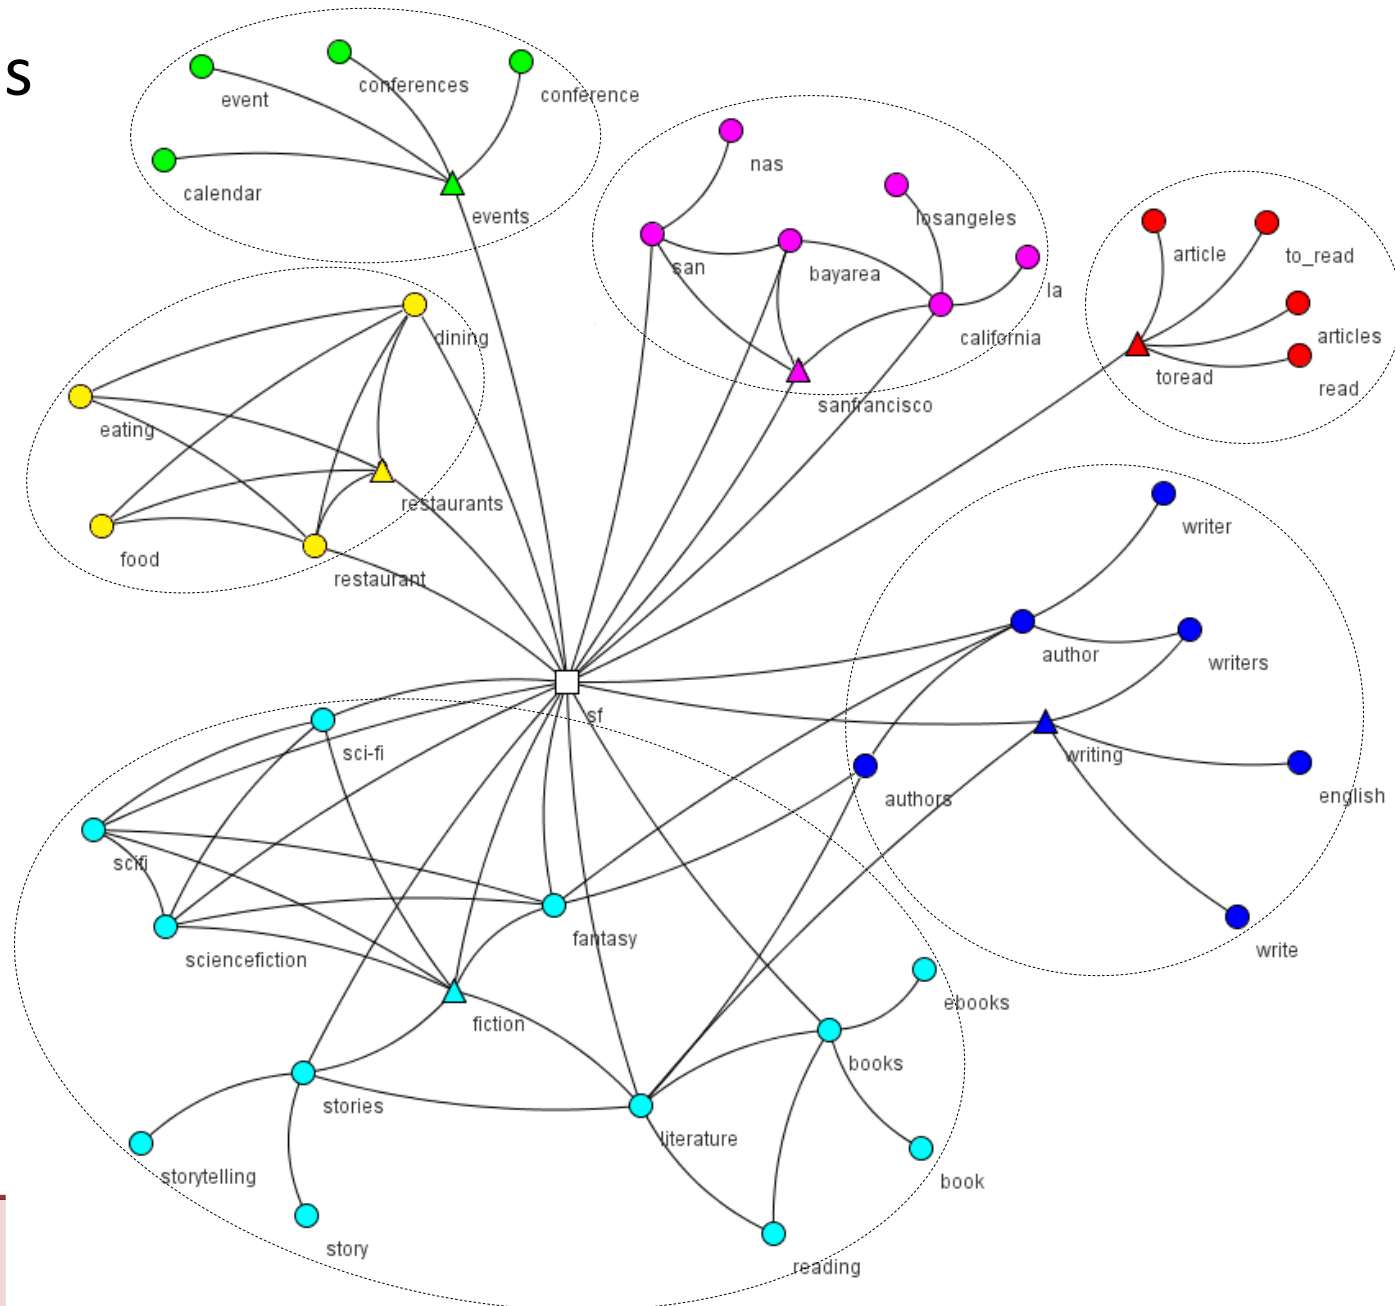 s
conferences
event
conference
calendar
events
nas
losangeles
san
bayarea
la
california
sanfrancisco
article
to_read
articles
toread
read
dining
eating
restaurants
food
restaurant
writer
author
writers
sf
writing
authors
english
write
sci-fi
scifi
sciencefiction
fantasy
fiction
ebooks
books
stories
literature
storytelling
book
story
reading